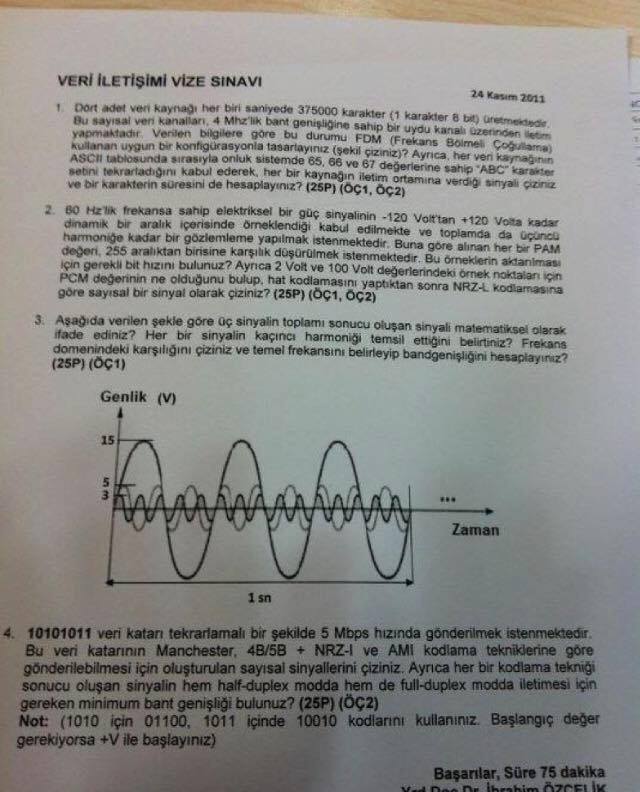 VERİ İLETİŞİMİ VİZE SINAVI
24 Kasım 2011
1. Dört adet veri kaynağı her biri saniyede 375000 karakter (1 karakter 8 bit) üretmektedir.
Bu sayısal veri kanalları, 4 Mhz'lik bant genişliğine sahip bir uydu kanalı üzerinden iletim
yapmaktadır. Verilen bilgilere göre bu durumu FDM (Frekans Bölmeli Çoğullama)
kullanan uygun bir konfigürasyonla tasarlayınız (şekil çiziniz)? Ayrıca, her veri kaynağının
ASCII tablosunda sırasıyla onluk sistemde 65, 66 ve 67 değerlerine sahip "ABC" karakter
setini tekrarladığını kabul ederek, her bir kaynağın iletim ortamına verdiği sinyali çiziniz
ve bir karakterin süresini de hesaplayınız? (25P) (ÖÇ1, ÖÇ2)
2. 60 Hz'lik frekansa sahip elektriksel bir güç sinyalinin -120 Volt'tan +120 Volta kadar
dinamik bir aralık içerisinde örneklendiği kabul edilmekte ve toplamda da üçüncü
harmoniğe kadar bir gözlemleme yapılmak istenmektedir. Buna göre alınan her bir PAM
değeri, 255 aralıktan birisine karşılık düşürülmek istenmektedir. Bu örneklerin aktarılması
için gerekli bit hızını bulunuz? Ayrıca 2 Volt ve 100 Volt değerlerindeki örnek noktaları için
PCM değerinin ne olduğunu bulup, hat kodlamasını yaptıktan sonra NRZ-L kodlamasına
göre sayısal bir sinyal olarak çiziniz? (25P) (ÖÇ1, ÖÇ2)
3. Aşağıda verilen şekle göre üç sinyalin toplamı sonucu oluşan sinyali matematiksel olarak
ifade ediniz? Her bir sinyalin kaçıncı harmoniği temsil ettiğini belirtiniz? Frekans
domenindeki karşılığını çiziniz ve temel frekansını belirleyip bandgenişliğini hesaplayınız?
(25P) (ÖÇ1)
Genlik (V)
15
5
3
...
Zaman
1 sn
4. 10101011 veri katarı tekrarlamalı bir şekilde 5 Mbps hızında gönderilmek istenmektedir.
Bu veri katarının Manchester, 4B/5B + NRZ-I ve AMI kodlama tekniklerine göre
gönderilebilmesi için oluşturulan sayısal sinyallerini çiziniz. Ayrıca her bir kodlama tekniği
sonucu oluşan sinyalin hem half-duplex modda hem de full-duplex modda iletimesi için
gereken minimum bant genişliği bulunuz? (25P) (ÖÇ2)
Not: (1010 için 01100, 1011 içinde 10010 kodlarını kullanınız. Başlangıç değer
gerekiyorsa +V ile başlayınız)
Başarılar, Süre 75 dakika
Yrd.Doç.Dr. İbrahim ÖZÇELİK